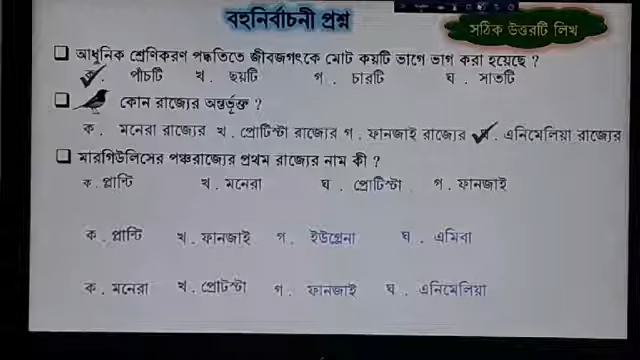 বহুনির্বাচনী প্রশ্ন
সঠিক উত্তরটি লিখ
আধুনিক শ্রেণিকরণ পদ্ধতিতে জীবজগৎকে মোট কয়টি ভাগে ভাগ করা হয়েছে ?
পাঁচটি খ . ছয়টি গ . চারটি ঘ . সাতটি
কোন রাজ্যের অন্তর্ভূক্ত ?
ক . মনেরা রাজ্যের খ . প্রোটিস্টা রাজ্যের গ . ফানজাই রাজ্যের . এনিমেলিয়া রাজ্যের
মারগিউলিসের পঞ্চরাজ্যের প্রথম রাজ্যের নাম কী ?
ক . প্লান্টি খ . মনেরা ঘ . প্রোটিস্টা গ . ফানজাই
ক . প্লান্টি খ . ফানজাই গ . ইউগ্লেনা ঘ . এমিবা
ক . মনেরা খ . প্রোটিস্টা গ . ফানজাই ঘ . এনিমেলিয়া